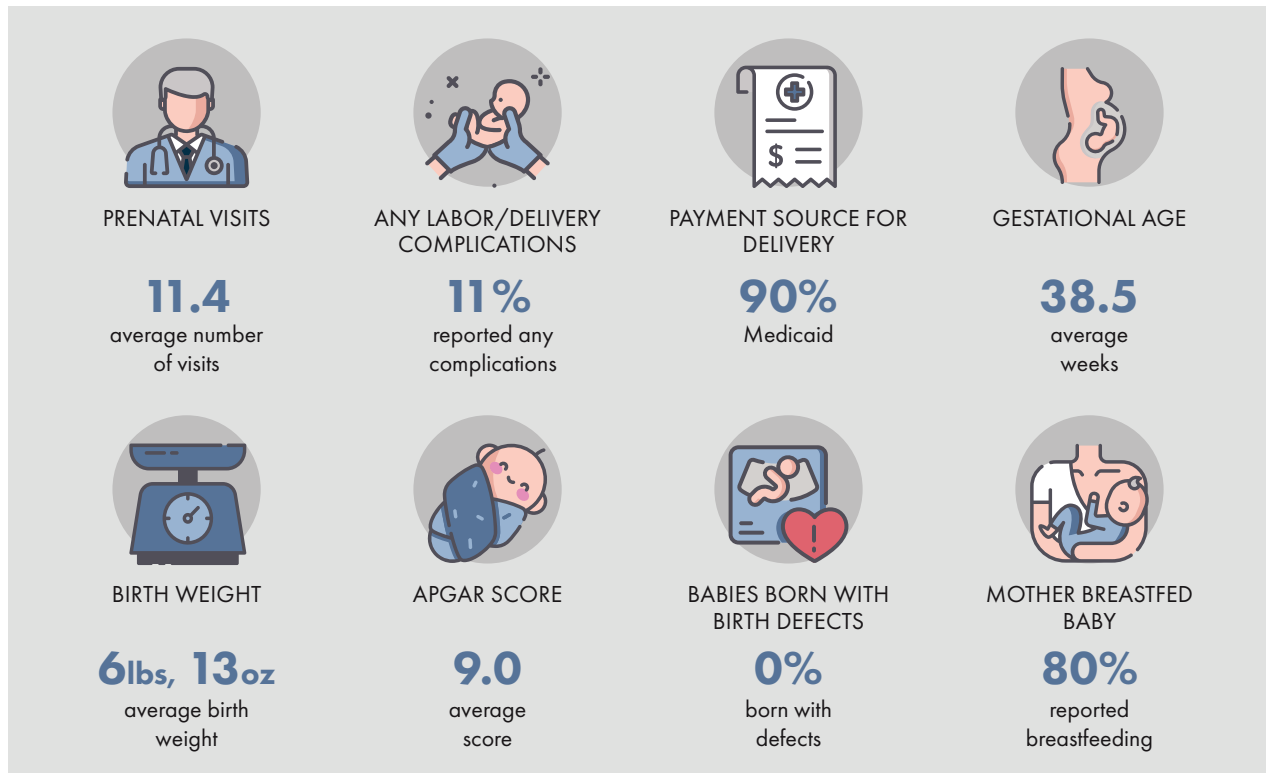 PRENATAL VISITS
11.4
average number
of visits
ANY LABOR/DELIVERY
COMPLICATIONS
11%
reported any
complications
$
PAYMENT SOURCE FOR
DELIVERY
90%
Medicaid
GESTATIONAL AGE
38.5
average
weeks
BIRTH WEIGHT
6lbs, 13oz
average birth
weight
APGAR SCORE
9.0
average
score
BABIES BORN WITH
BIRTH DEFECTS
0%
born with
defects
MOTHER BREASTFED
BABY
80%
reported
breastfeeding